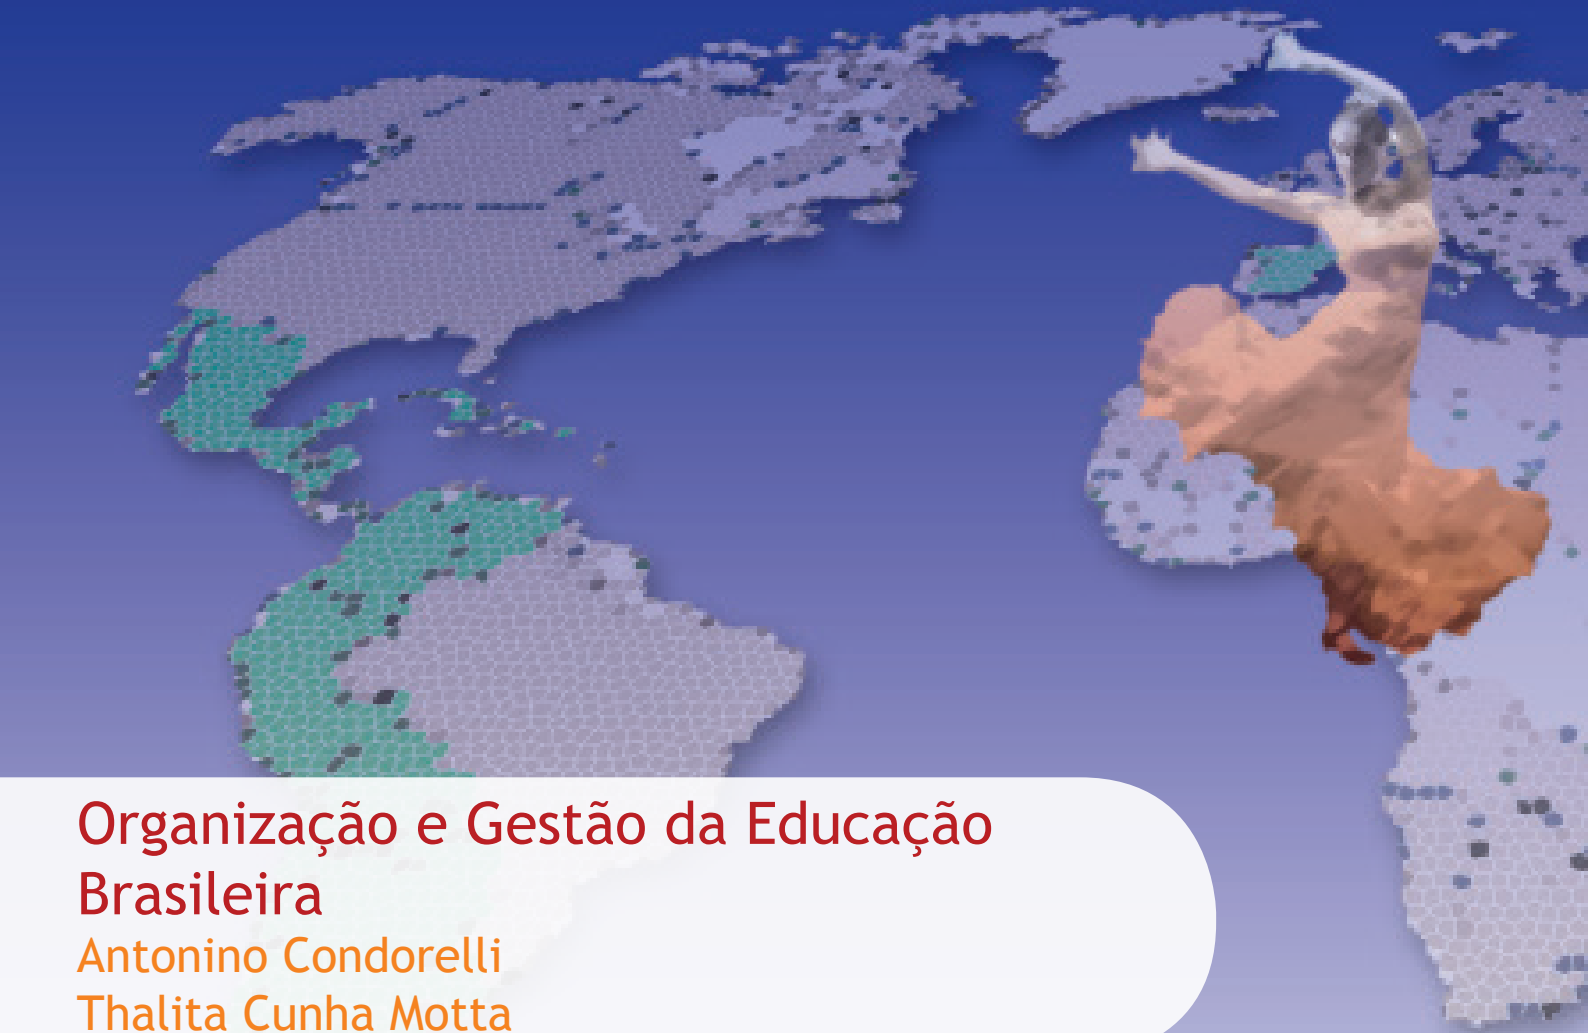 Organização e Gestão da Educação
Brasileira
Antonino Condorelli
Thalita Cunha Motta